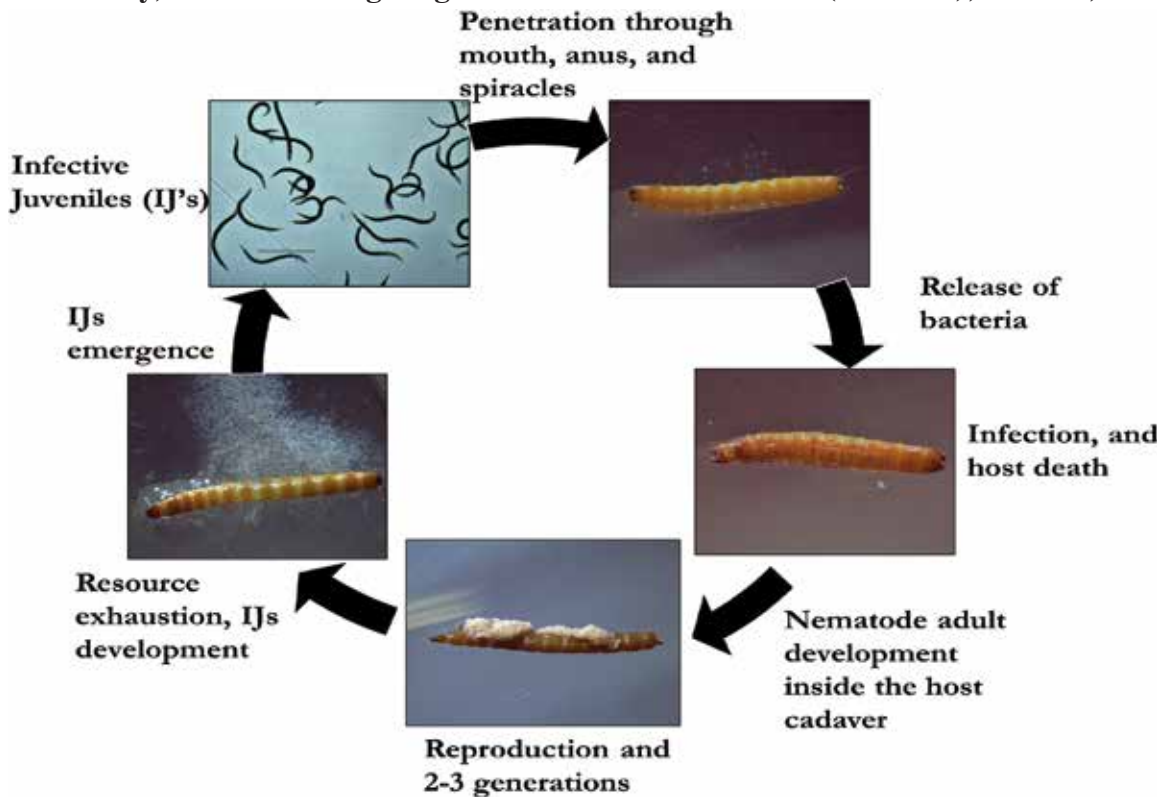 Penetration through
mouth, anus, and
spiracles
Infective
Juveniles (IJ's)
Release of
bacteria
IJs
emergence
Infection, and
host death
Resource
exhaustion, IJs
development
Nematode adult
development
inside the host
cadaver
Reproduction and
2-3 generations